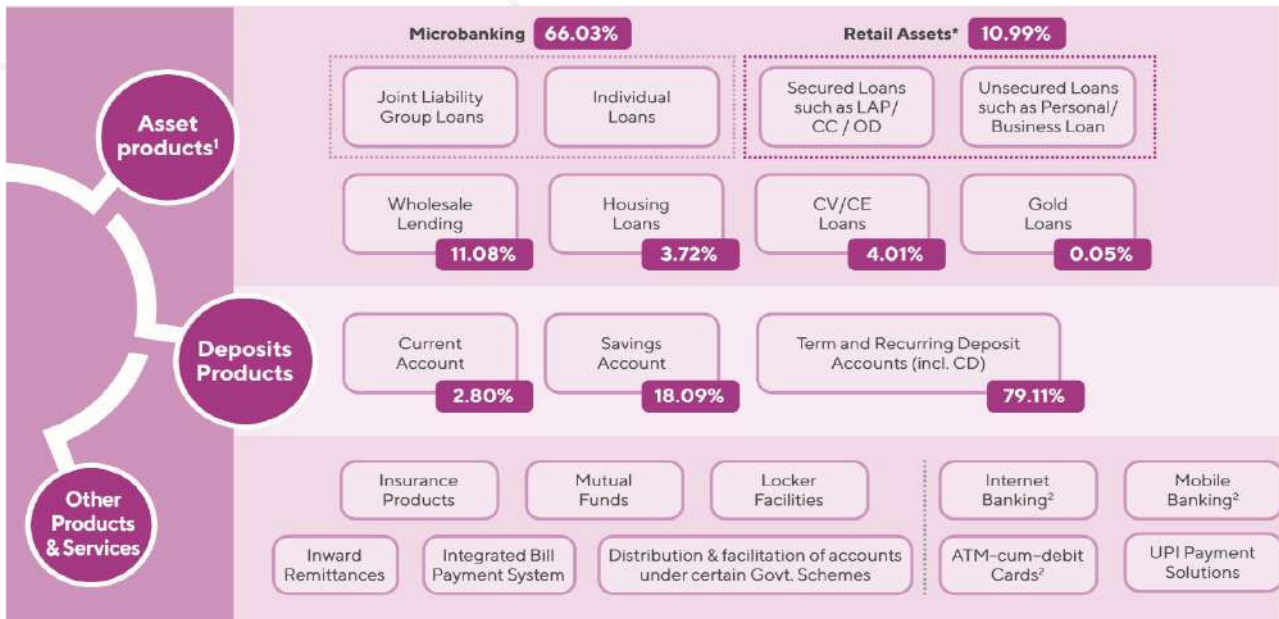 Microbanking 66.03%
Retail Assets* 10.99%
Asset
products¹
Joint Liability
Group Loans
Individual
Loans
Secured Loans
such as LAP/
CC / OD
Unsecured Loans
such as Personal/
Business Loan
Wholesale
Lending
11.08%
Housing
Loans
3.72%
CV/CE
Loans
4.01%
Gold
Loans
0.05%
Deposits
Products
Current
Account
2.80%
Savings
Account
18.09%
Term and Recurring Deposit
Accounts (incl. CD)
79.11%
Other
Products
& Services
Insurance
Products
Mutual
Funds
Locker
Facilities
Internet
Banking²
Mobile
Banking²
Inward
Remittances
Integrated Bill
Payment System
Distribution & facilitation of accounts
under certain Govt. Schemes
ATM-cum-debit
Cards²
UPI Payment
Solutions